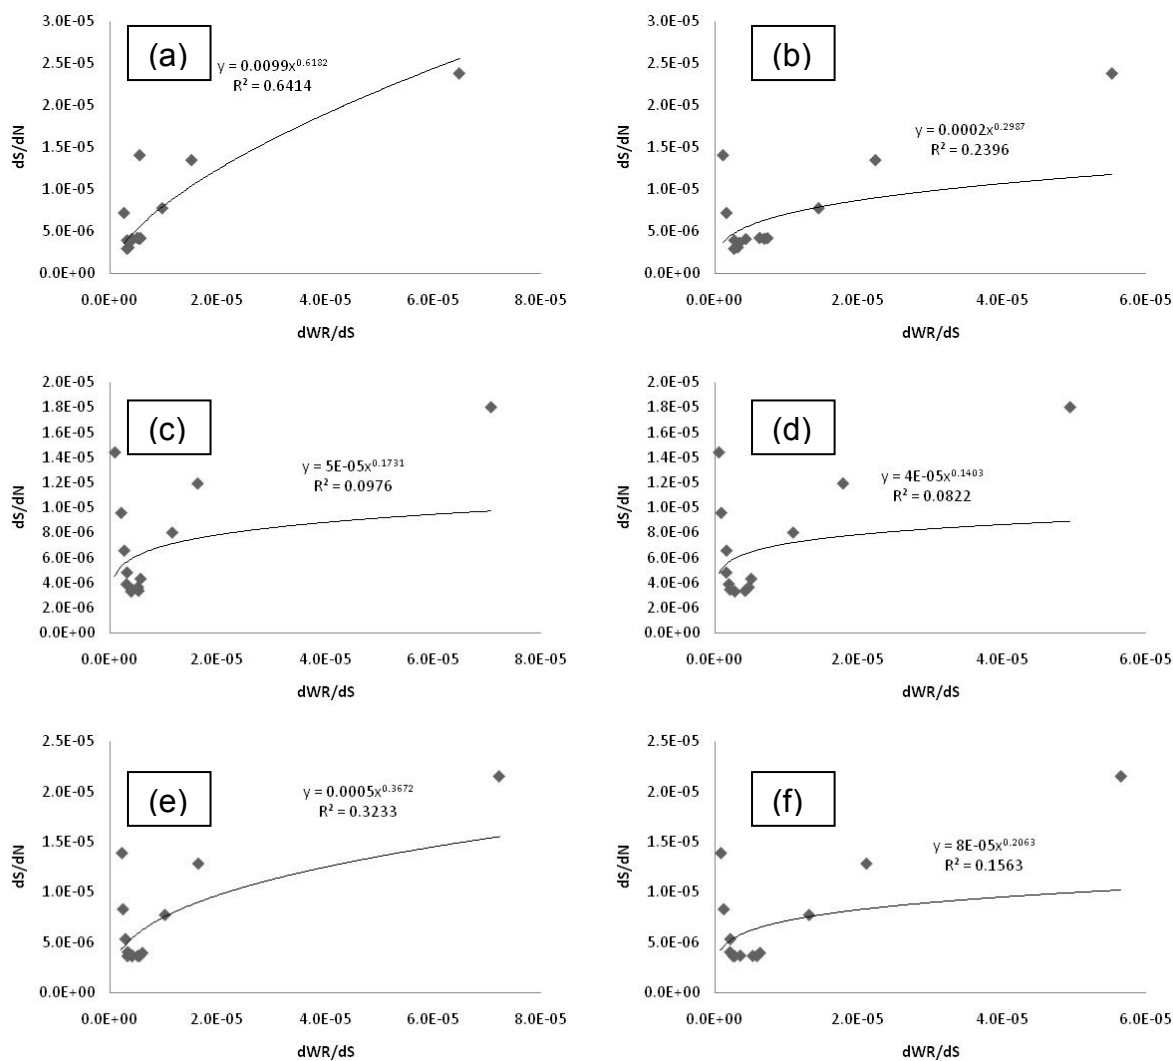 (a)
y = 0.0099x^0.6182
R² = 0.6414
3.0E-05
2.5E-05
2.0E-05
1.5E-05
1.0E-05
5.0E-06
0.0E+00
dS/dN
0.0E+00 2.0E-05 4.0E-05 6.0E-05 8.0E-05
dWR/dS
(b)
y = 0.0002x^0.2987
R² = 0.2396
3.0E-05
2.5E-05
2.0E-05
1.5E-05
1.0E-05
5.0E-06
0.0E+00
dS/dN
0.0E+00 2.0E-05 4.0E-05 6.0E-05
dWR/dS
(c)
y = 5E-05x^0.1731
R² = 0.0976
2.0E-05
1.8E-05
1.6E-05
1.4E-05
1.2E-05
1.0E-05
8.0E-06
6.0E-06
4.0E-06
2.0E-06
0.0E+00
dS/dN
0.0E+00 2.0E-05 4.0E-05 6.0E-05 8.0E-05
dWR/dS
(d)
y = 4E-05x^0.1403
R² = 0.0822
2.0E-05
1.8E-05
1.6E-05
1.4E-05
1.2E-05
1.0E-05
8.0E-06
6.0E-06
4.0E-06
2.0E-06
0.0E+00
dS/dN
0.0E+00 2.0E-05 4.0E-05 6.0E-05
dWR/dS
(e)
y = 0.0005x^0.3672
R² = 0.3233
2.5E-05
2.0E-05
1.5E-05
1.0E-05
5.0E-06
0.0E+00
dS/dN
0.0E+00 2.0E-05 4.0E-05 6.0E-05 8.0E-05
dWR/dS
(f)
y = 8E-05x^0.2063
R² = 0.1563
2.5E-05
2.0E-05
1.5E-05
1.0E-05
5.0E-06
0.0E+00
dS/dN
0.0E+00 2.0E-05 4.0E-05 6.0E-05
dWR/dS